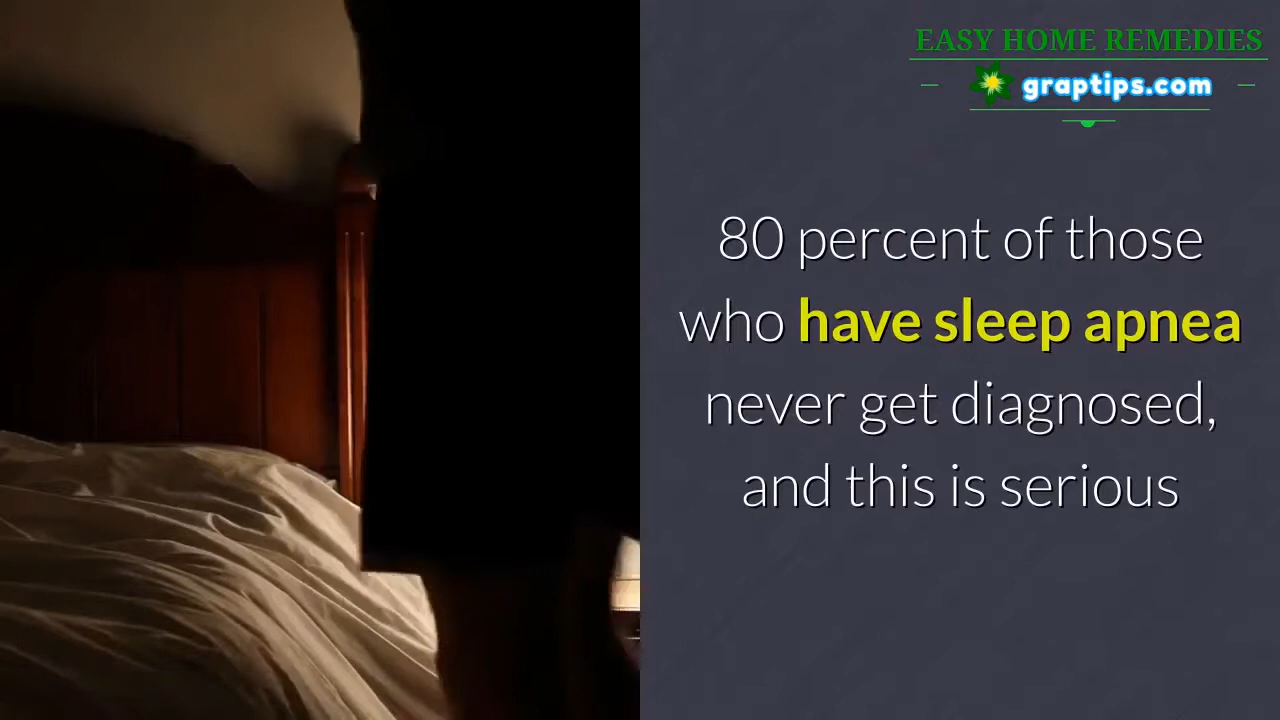 EASY HOME REMEDIES
graptips.com
80 percent of those
who have sleep apnea
never get diagnosed,
and this is serious